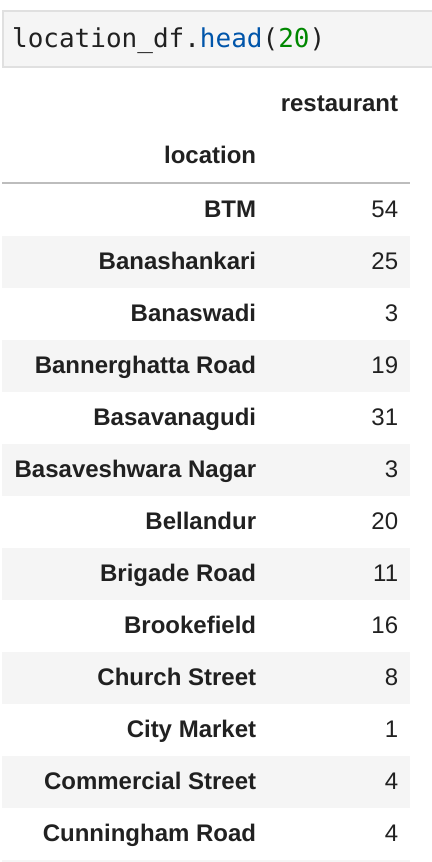 location_df.head(20)
restaurant
location
BTM 54
Banashankari 25
Banaswadi 3
Bannerghatta Road 19
Basavanagudi 31
Basaveshwara Nagar 3
Bellandur 20
Brigade Road 11
Brookefield 16
Church Street 8
City Market 1
Commercial Street 4
Cunningham Road 4